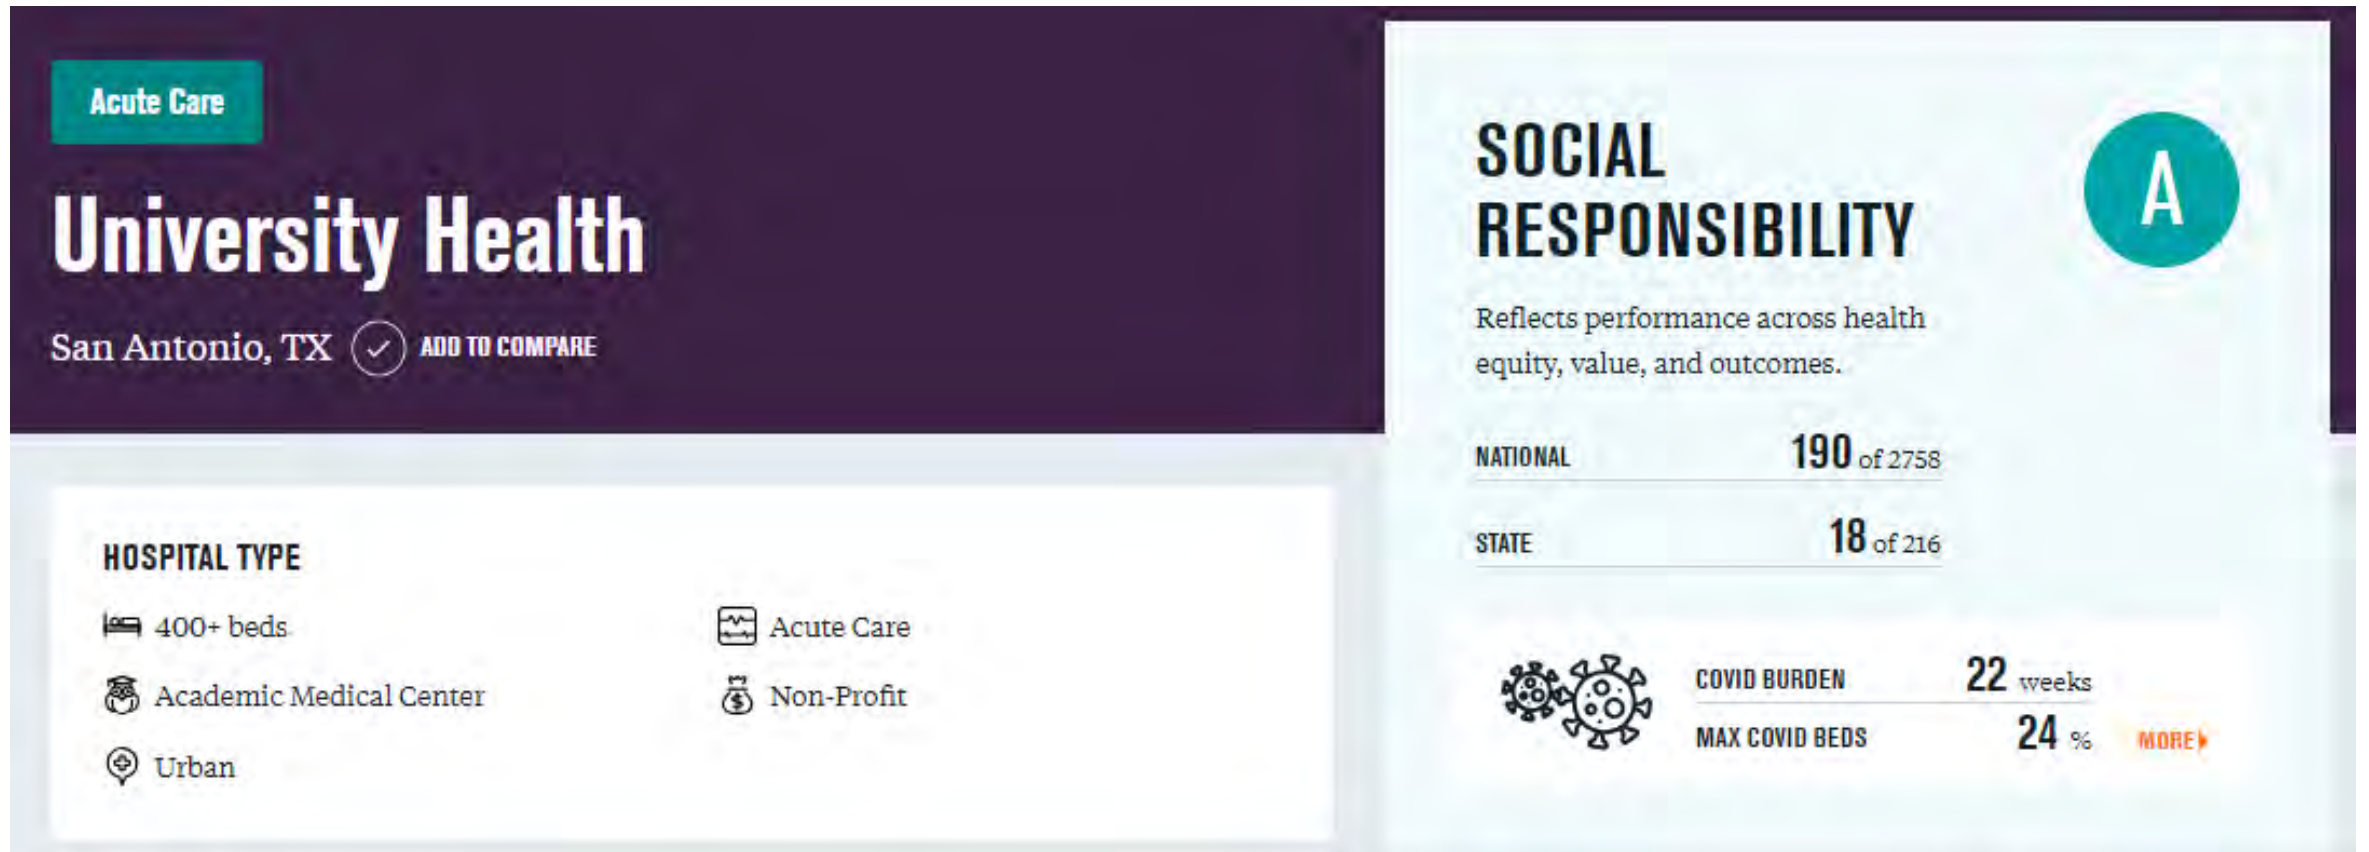 Acute Care
University Health
San Antonio, TX ADD TO COMPARE
HOSPITAL TYPE
400+ beds
Acute Care
Academic Medical Center
Non-Profit
Urban
SOCIAL
RESPONSIBILITY
A
Reflects performance across health
equity, value, and outcomes.
NATIONAL 190 of 2758
STATE 18 of 216
COVID BURDEN 22 weeks
MAX COVID BEDS 24 %
MORE